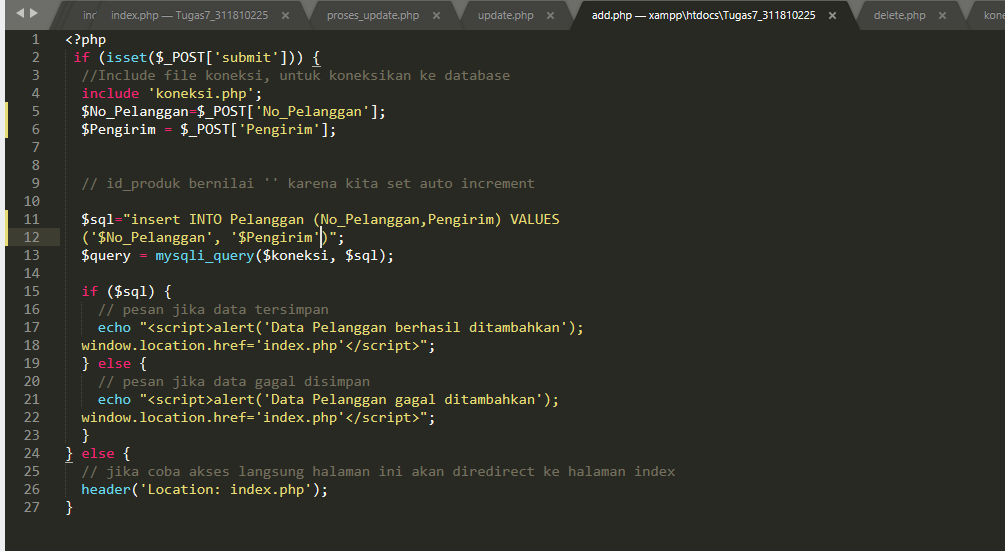 inc index.php — Tugas7_311810225 × proses_update.php × update.php × add.php — xampp\htdocs\Tugas7_311810225 × delete.php × kone
1 <?php
2 if (isset($_POST['submit'])) {
3 //Include file koneksi, untuk koneksikan ke database
4 include 'koneksi.php';
5 $No_Pelanggan=$_POST['No_Pelanggan'];
6 $Pengirim = $_POST['Pengirim'];
7
8
9 // id_produk bernilai '' karena kita set auto increment
10
11 $sql="insert INTO Pelanggan (No_Pelanggan,Pengirim) VALUES
12 ('$No_Pelanggan', '$Pengirim')";
13 $query = mysqli_query($koneksi, $sql);
14
15 if ($sql) {
16 // pesan jika data tersimpan
17 echo "<script>alert('Data Pelanggan berhasil ditambahkan');
18 window.location.href='index.php'</script>";
19 } else {
20 // pesan jika data gagal disimpan
21 echo "<script>alert('Data Pelanggan gagal ditambahkan');
22 window.location.href='index.php'</script>";
23 }
24 } else {
25 // jika coba akses langsung halaman ini akan diredirect ke halaman index
26 header('Location: index.php');
27 }